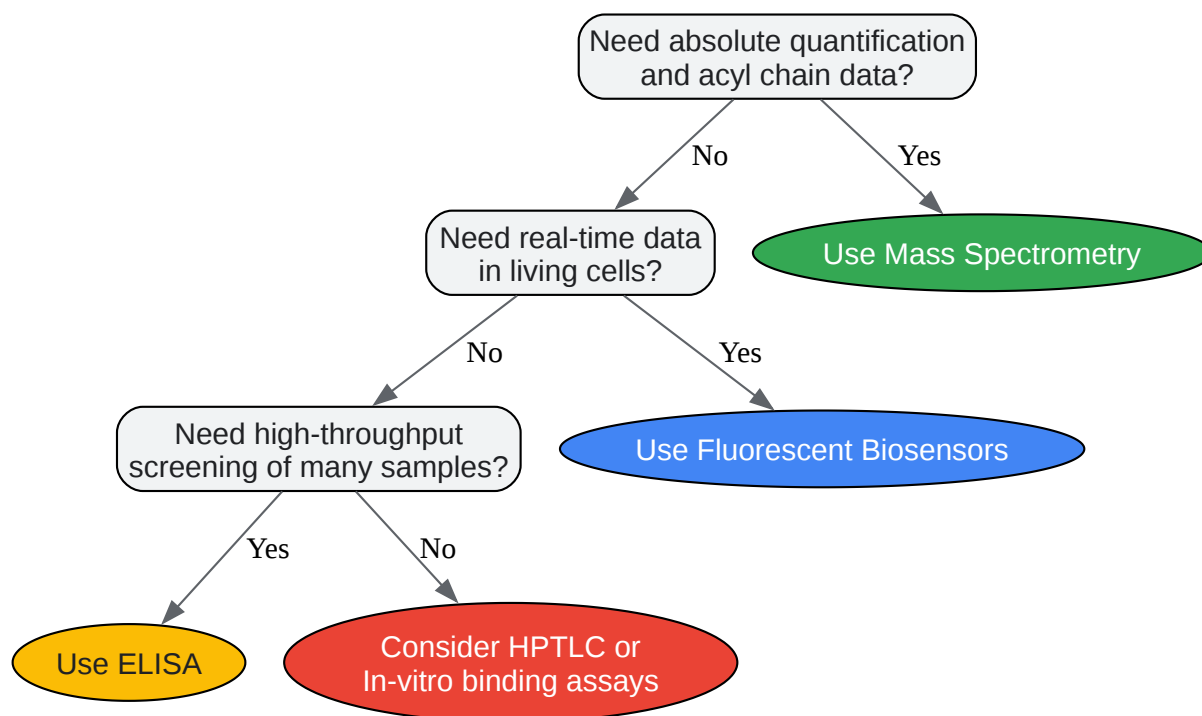 Need absolute quantification
and acyl chain data?
No
Yes
Need real-time data
in living cells?
Use Mass Spectrometry
No
Yes
Need high-throughput
screening of many samples?
Use Fluorescent Biosensors
Yes
No
Use ELISA
Consider HPTLC or
In-vitro binding assays